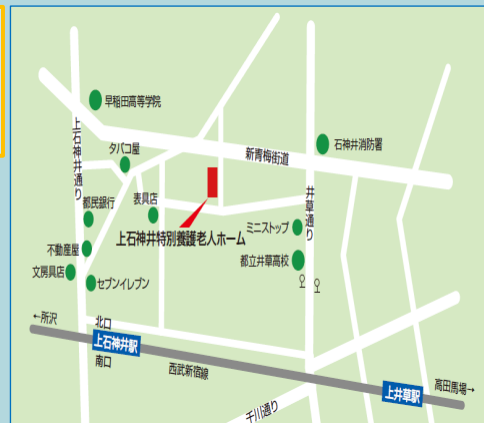 早稲田高等学院
石神井消防署
新青梅街道
上石神井通り
タバコ屋
都民銀行
表具店
井草通り
ミニストップ
上石神井特別養護老人ホーム
不動産屋
都立井草高校
文房具店
セブンイレブン
←所沢
北口
上石神井駅
南口
西武新宿線
上井草駅
高田馬場→
千川通り